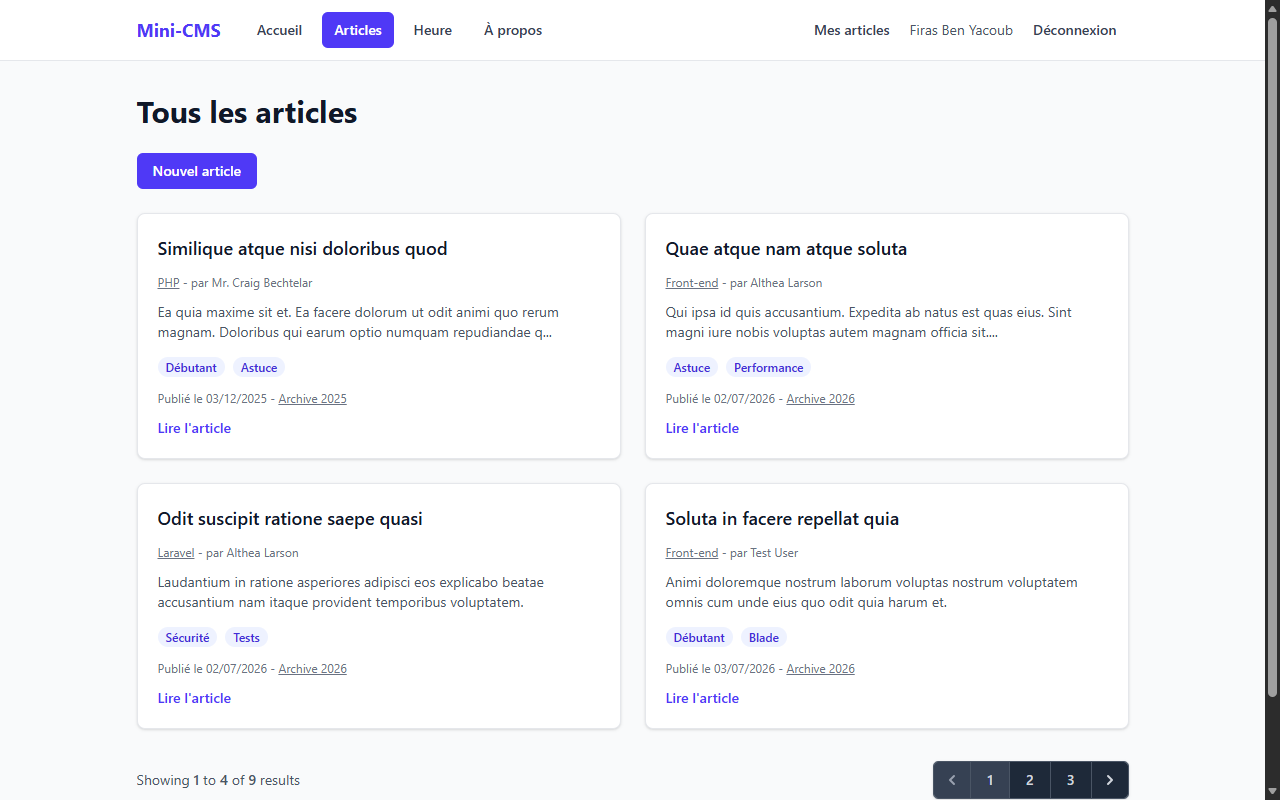 Mini-CMS Accueil Articles Heure À propos Mes articles Firas Ben Yacoub Déconnexion
Tous les articles
Nouvel article
Similique atque nisi doloribus quod
PHP - par Mr. Craig Bechtelar
Ea quia maxime sit et. Ea facere dolorum ut odit animi quo rerum
magnam. Doloribus qui earum optio numquam repudiandae q...
Débutant Astuce
Publié le 03/12/2025 - Archive 2025
Lire l'article
Quae atque nam atque soluta
Front-end - par Althea Larson
Qui ipsa id quis accusantium. Expedita ab natus est quas eius. Sint
magni iure nobis voluptas autem magnam officia sit....
Astuce Performance
Publié le 02/07/2026 - Archive 2026
Lire l'article
Odit suscipit ratione saepe quasi
Laravel - par Althea Larson
Laudantium in ratione asperiores adipisci eos explicabo beatae
accusantium nam itaque provident temporibus voluptatem.
Sécurité Tests
Publié le 02/07/2026 - Archive 2026
Lire l'article
Soluta in facere repellat quia
Front-end - par Test User
Animi doloremque nostrum laborum voluptas nostrum voluptatem
omnis cum unde eius quo odit quia harum et.
Débutant Blade
Publié le 03/07/2026 - Archive 2026
Lire l'article
Showing 1 to 4 of 9 results
1 2 3